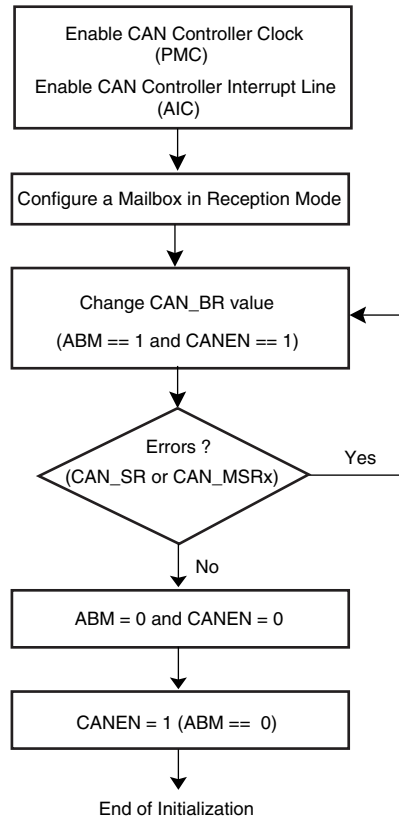 Enable CAN Controller Clock
(PMC)
Enable CAN Controller Interrupt Line
(AIC)
Configure a Mailbox in Reception Mode
Change CAN_BR value
(ABM == 1 and CANEN == 1)
Errors ?
(CAN_SR or CAN_MSRx)
Yes
No
ABM = 0 and CANEN = 0
CANEN = 1 (ABM == 0)
End of Initialization